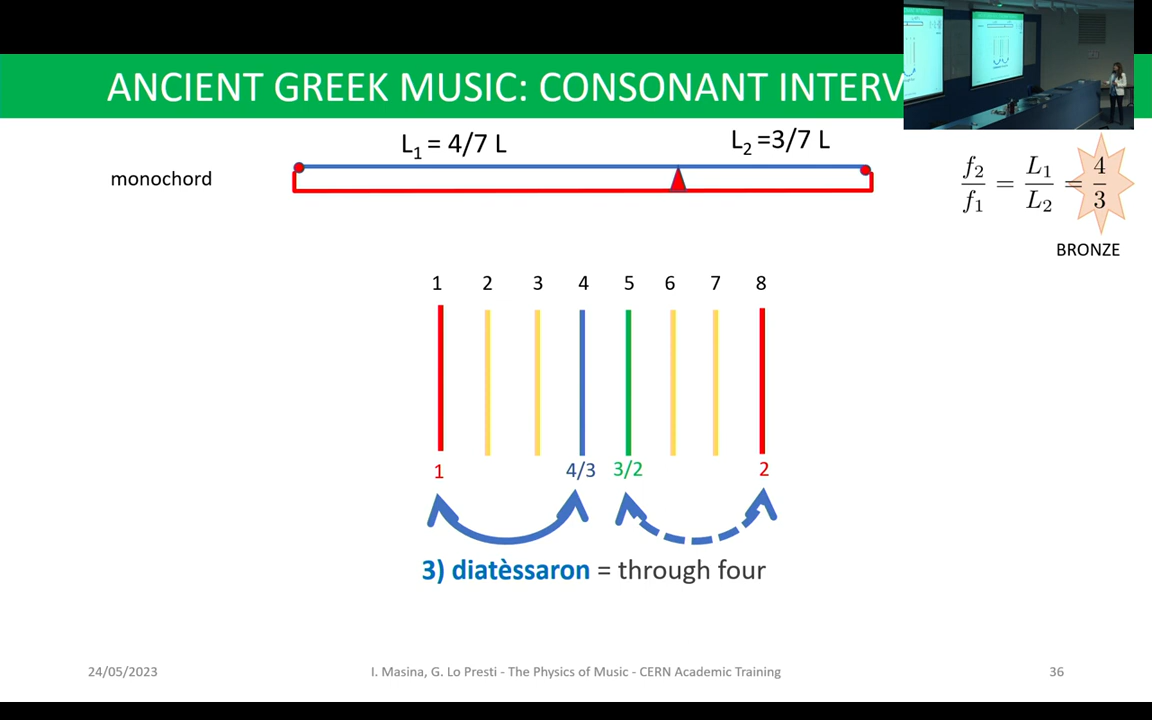 ANCIENT GREEK MUSIC: CONSONANT INTERV
L1 = 4/7 L
L2 =3/7 L
monochord
f2/f1 = L1/L2 = 4/3
BRONZE
1 2 3 4 5 6 7 8
1 4/3 3/2 2
3) diatèssaron = through four
24/05/2023
I. Masina, G. Lo Presti - The Physics of Music - CERN Academic Training
36